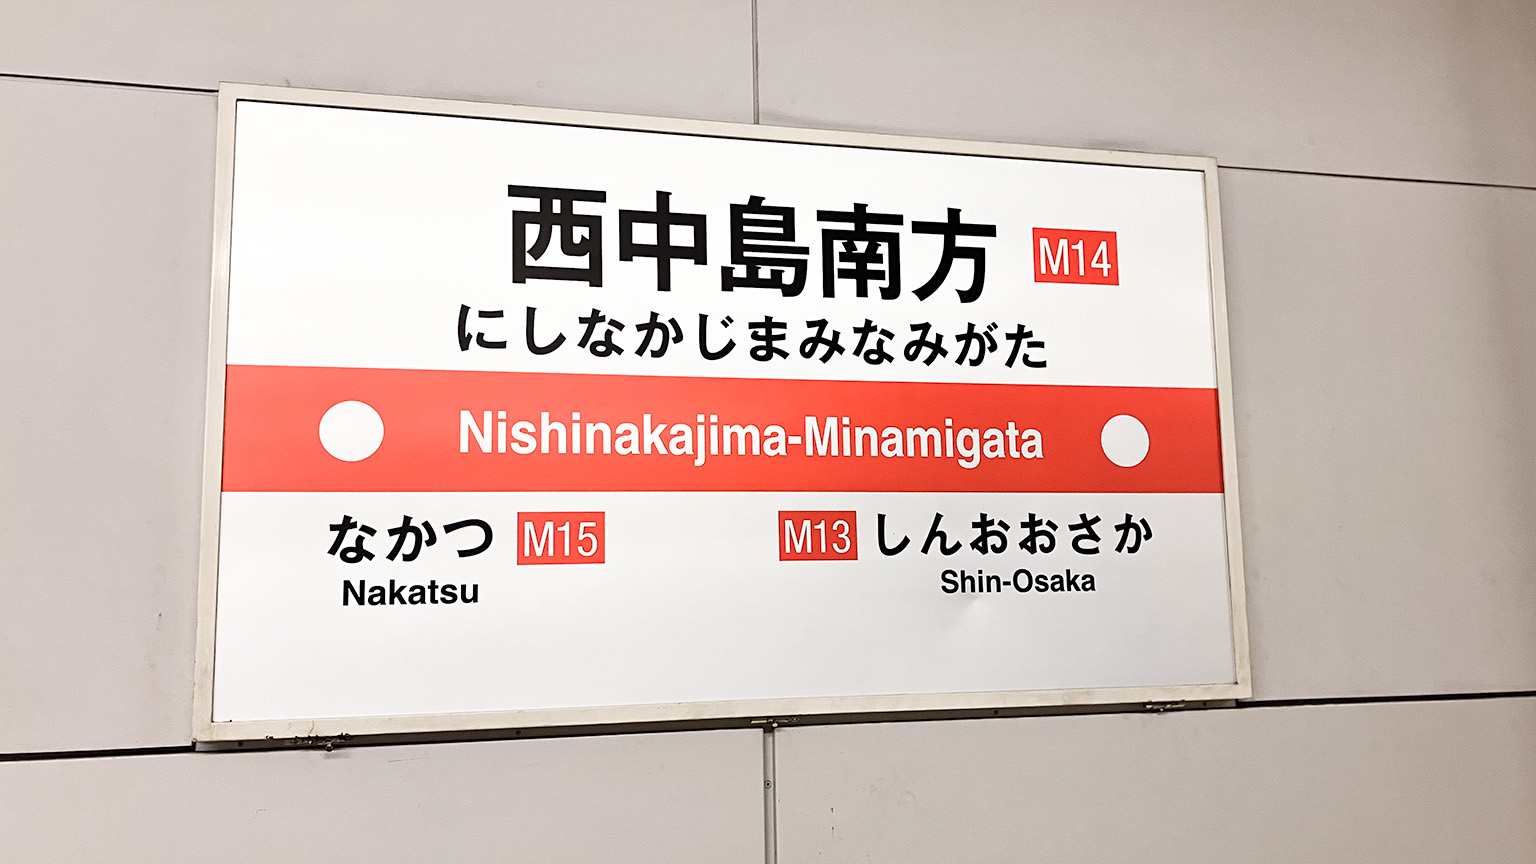 西中島南方 M14
にしなかじまみなみがた
Nishinakajima-Minamigata
なかつ M15
Nakatsu
M13 しんおおさか
Shin-Osaka